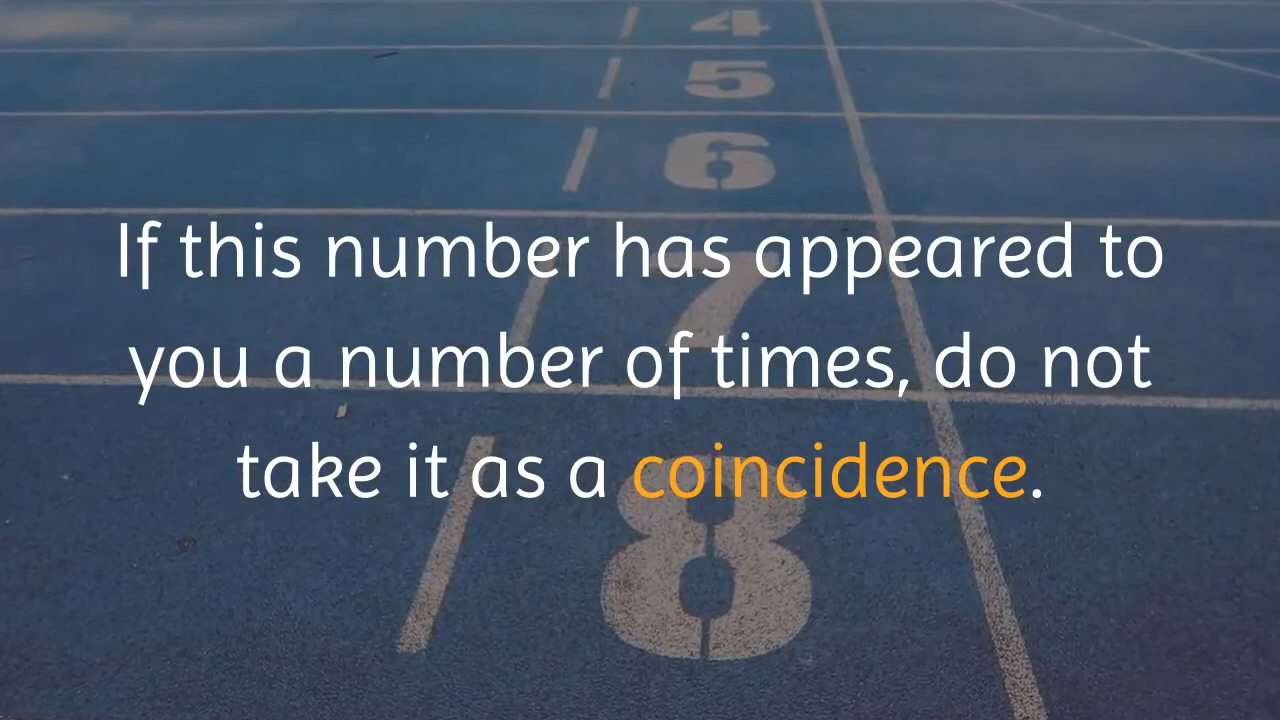 4
5
6
7
8
If this number has appeared to
you a number of times, do not
take it as a coincidence.